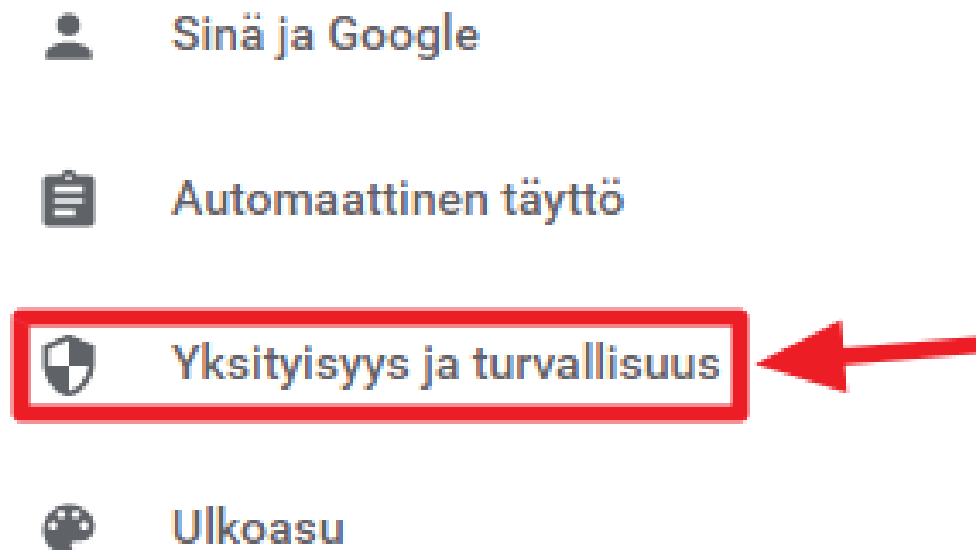 Sinä ja Google
Automaattinen täyttö
Yksityisyys ja turvallisuus
Ulkoasu